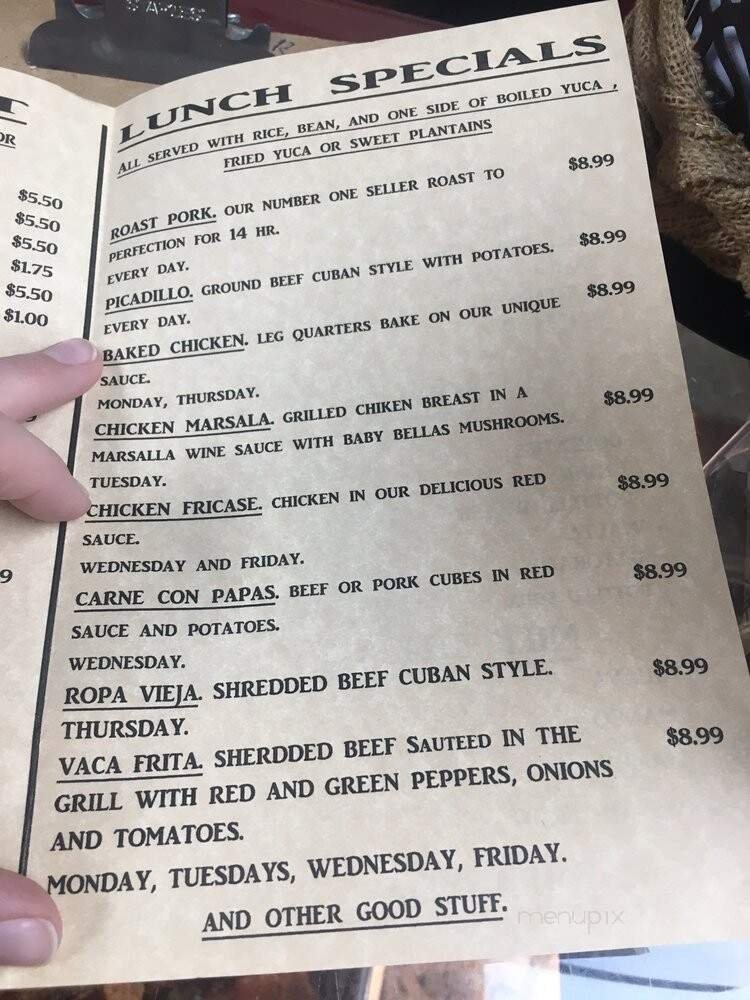 LUNCH SPECIALS
ALL SERVED WITH RICE, BEAN, AND ONE SIDE OF BOILED YUCA ,
FRIED YUCA OR SWEET PLANTAINS
ROAST PORK. OUR NUMBER ONE SELLER ROAST TO $8.99
PERFECTION FOR 14 HR.
EVERY DAY.
PICADILLO. GROUND BEEF CUBAN STYLE WITH POTATOES. $8.99
EVERY DAY.
BAKED CHICKEN. LEG QUARTERS BAKE ON OUR UNIQUE $8.99
SAUCE.
MONDAY, THURSDAY.
CHICKEN MARSALA. GRILLED CHIKEN BREAST IN A $8.99
MARSALLA WINE SAUCE WITH BABY BELLAS MUSHROOMS.
TUESDAY.
CHICKEN FRICASE. CHICKEN IN OUR DELICIOUS RED $8.99
SAUCE.
WEDNESDAY AND FRIDAY.
CARNE CON PAPAS. BEEF OR PORK CUBES IN RED $8.99
SAUCE AND POTATOES.
WEDNESDAY.
ROPA VIEJA. SHREDDED BEEF CUBAN STYLE. $8.99
THURSDAY.
VACA FRITA. SHERDDED BEEF SAUTEED IN THE $8.99
GRILL WITH RED AND GREEN PEPPERS, ONIONS
AND TOMATOES.
MONDAY, TUESDAYS, WEDNESDAY, FRIDAY.
AND OTHER GOOD STUFF.
menupix
OR
$5.50
$5.50
$5.50
$1.75
$5.50
$1.00
9